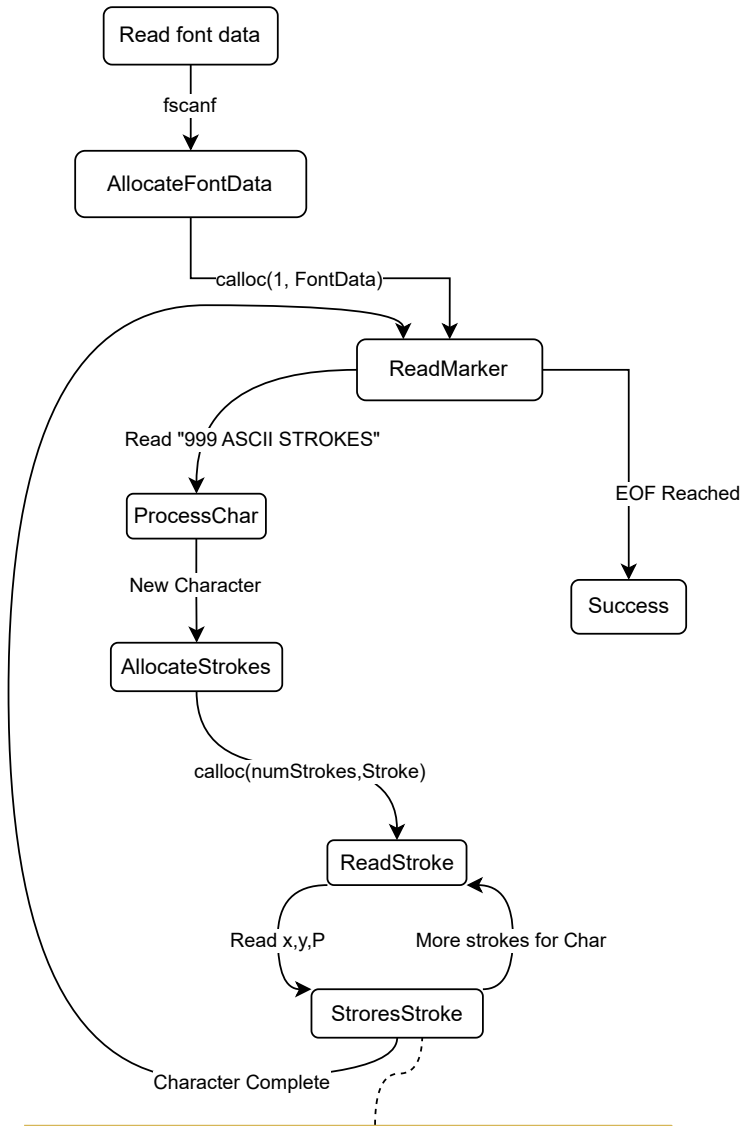 Read font data
fscanf
AllocateFontData
calloc(1, FontData)
ReadMarker
Read "999 ASCII STROKES"
EOF Reached
ProcessChar
New Character
Success
AllocateStrokes
calloc(numStrokes,Stroke)
ReadStroke
Read x,y,P
More strokes for Char
StroresStroke
Character Complete